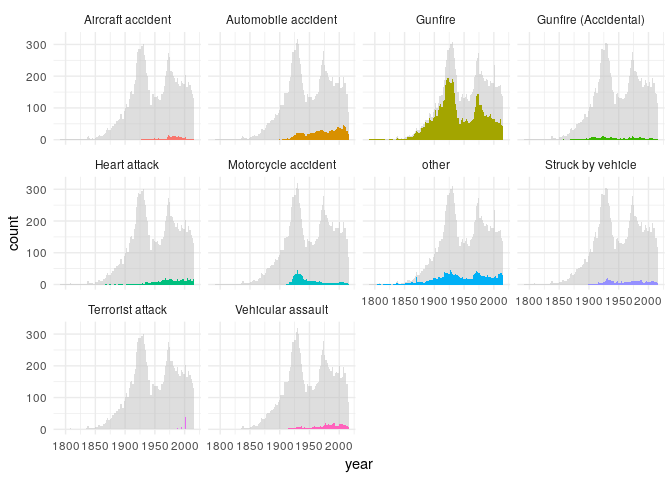 Aircraft accident Automobile accident Gunfire Gunfire (Accidental)
300
200
100
0
Heart attack Motorcycle accident other Struck by vehicle
300
200
100
0
1800 1850 1900 1950 2000 1800 1850 1900 1950 2000
Terrorist attack Vehicular assault
300
200
100
0
1800 1850 1900 1950 2000 1800 1850 1900 1950 2000
count
year